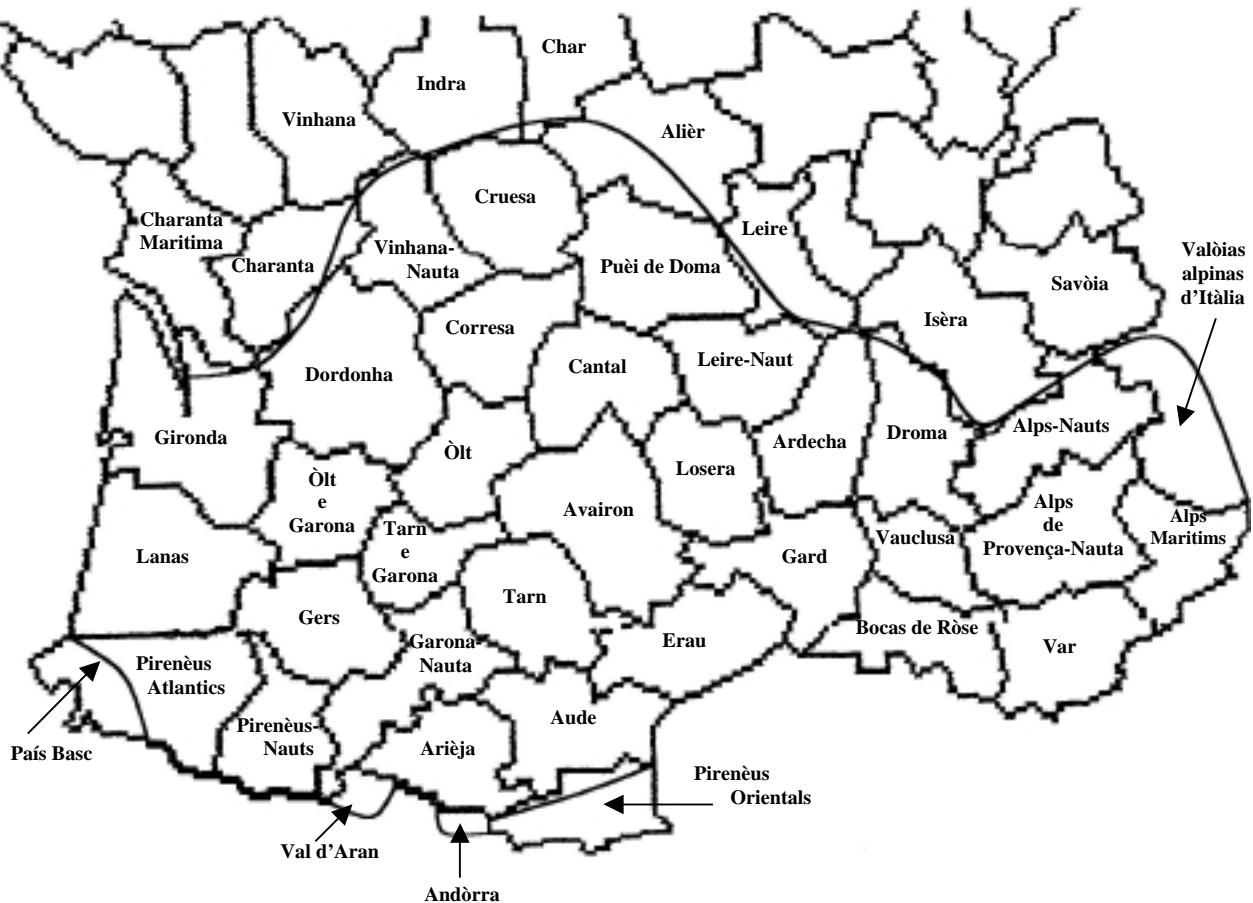 Char
Indra
Vinhana
Alièr
Cruesa
Charanta
Maritima
Leire
Vinhana-
Nauta
Charanta
Puèi de Doma
Valòias
alpinas
d'Itàlia
Savòia
Isèra
Corresa
Leire-Naut
Cantal
Dordonha
Alps-Nauts
Gironda
Droma
Ardecha
Òlt
Losera
Òlt
e
Garona
Avairon
Alps
de
Provença-Nauta
Alps
Maritims
Tarn
e
Garona
Vauclusa
Lanas
Gard
Tarn
Gers
Bocas de Ròse
Garona-
Nauta
Erau
Var
Pirenèus
Atlantics
Aude
Pirenèus-
Nauts
Arièja
País Basc
Pirenèus
Orientals
Val d'Aran
Andòrra